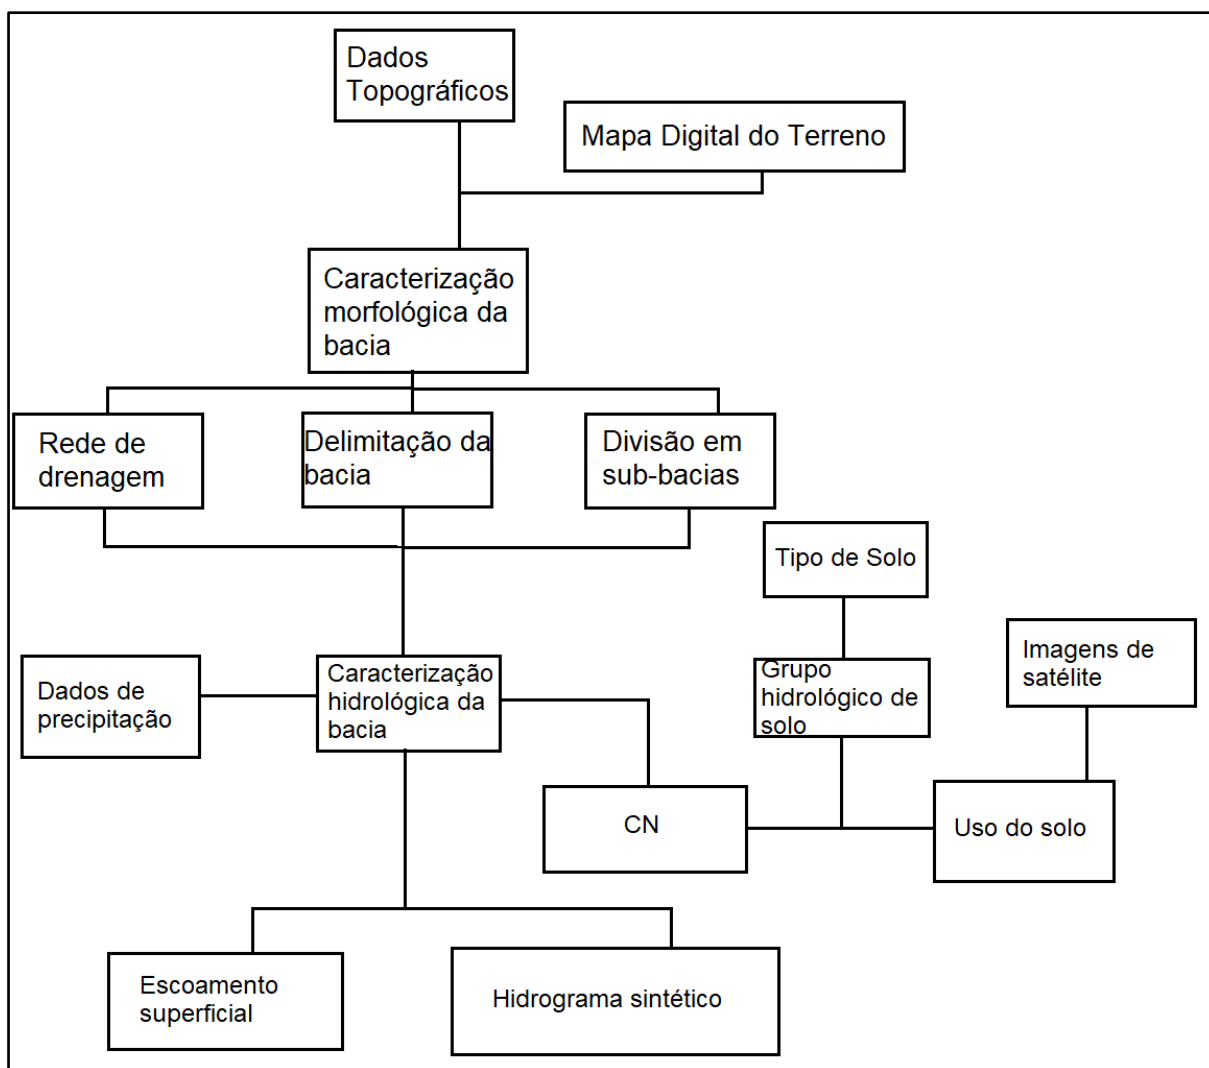 Dados
Topográficos
Mapa Digital do Terreno
Caracterização
morfológica da
bacia
Rede de
drenagem
Delimitação da
bacia
Divisão em
sub-bacias
Tipo de Solo
Imagens de
satélite
Grupo
hidrológico de
solo
Dados de
precipitação
Caracterização
hidrológica da
bacia
CN
Uso do solo
Escoamento
superficial
Hidrograma sintético